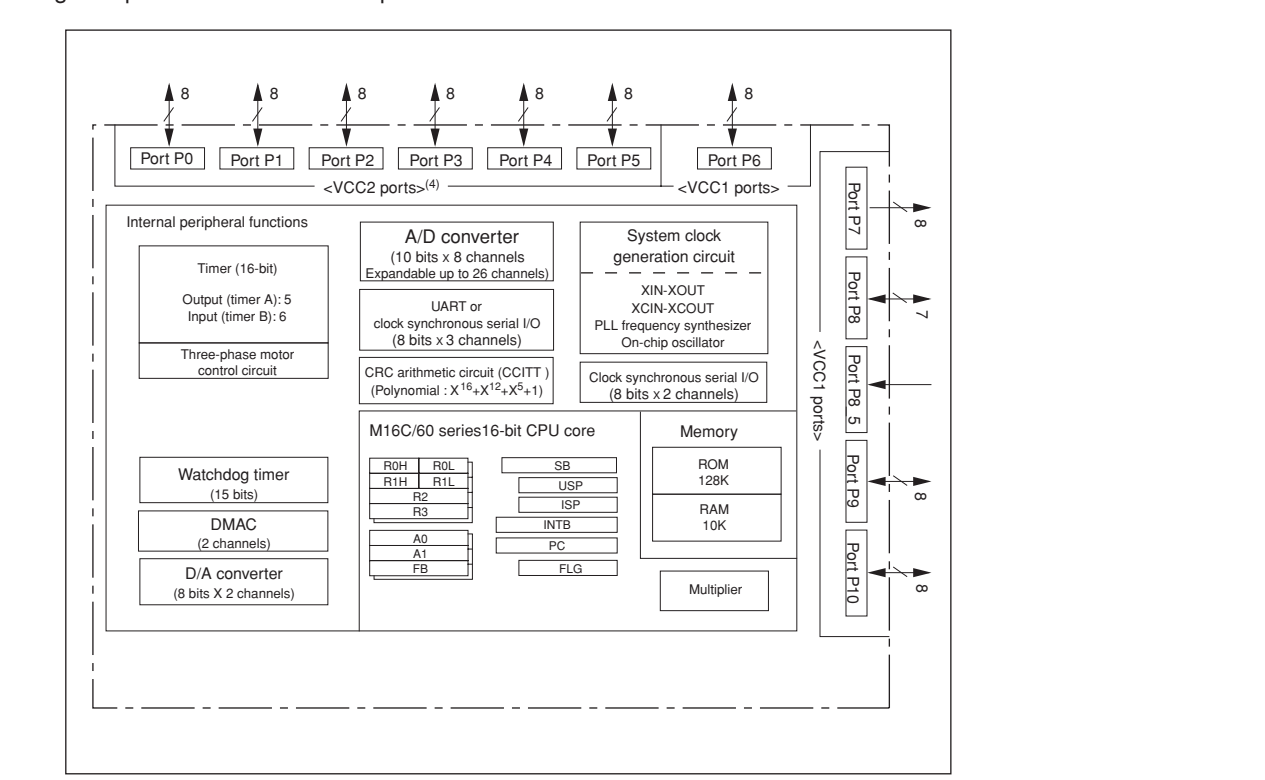 8
8
8
8
8
8
8
Port P0
Port P1
Port P2
Port P3
Port P4
Port P5
Port P6
<VCC2 ports>(4)
<VCC1 ports>
Internal peripheral functions
Timer (16-bit)
Output (timer A): 5
Input (timer B): 6
Three-phase motor
control circuit
Watchdog timer
(15 bits)
DMAC
(2 channels)
D/A converter
(8 bits X 2 channels)
A/D converter
(10 bits x 8 channels
Expandable up to 26 channels)
UART or
clock synchronous serial I/O
(8 bits x 3 channels)
CRC arithmetic circuit (CCITT )
(Polynomial : X16+X12+X5+1)
System clock
generation circuit
XIN-XOUT
XCIN-XCOUT
PLL frequency synthesizer
On-chip oscillator
Clock synchronous serial I/O
(8 bits x 2 channels)
M16C/60 series16-bit CPU core
R0H
R0L
R1H
R1L
R2
R3
A0
A1
FB
SB
USP
ISP
INTB
PC
FLG
Memory
ROM
128K
RAM
10K
Multiplier
<VCC1 ports>
Port P7
8
Port P8
7
Port P8_5
Port P9
8
Port P10
8